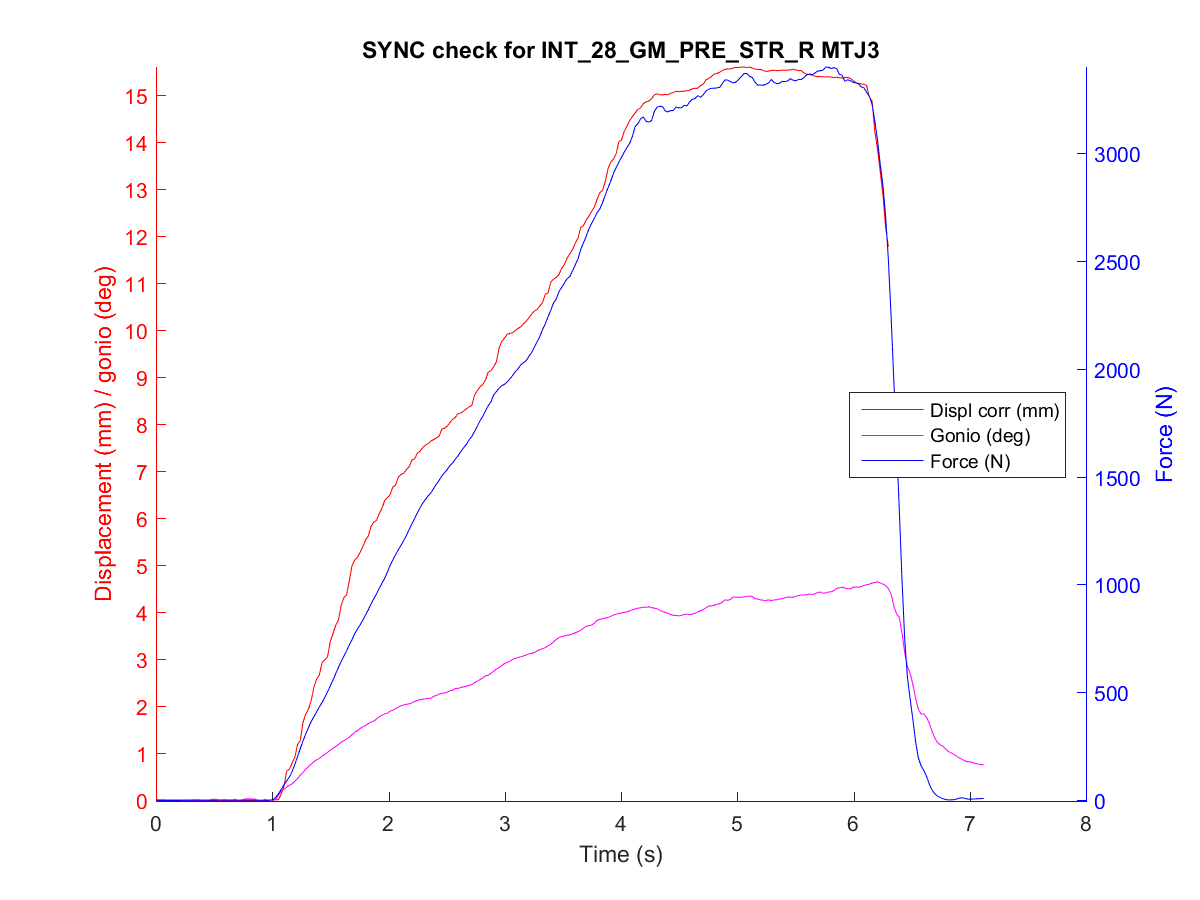 SYNC check for INT_28_GM_PRE_STR_R MTJ3
15
14
13
12
11
10
9
8
7
6
5
4
3
2
1
0
Displacement (mm) / gonio (deg)
3000
2500
2000
1500
1000
500
0
Force (N)
Displ corr (mm)
Gonio (deg)
Force (N)
0 1 2 3 4 5 6 7 8
Time (s)